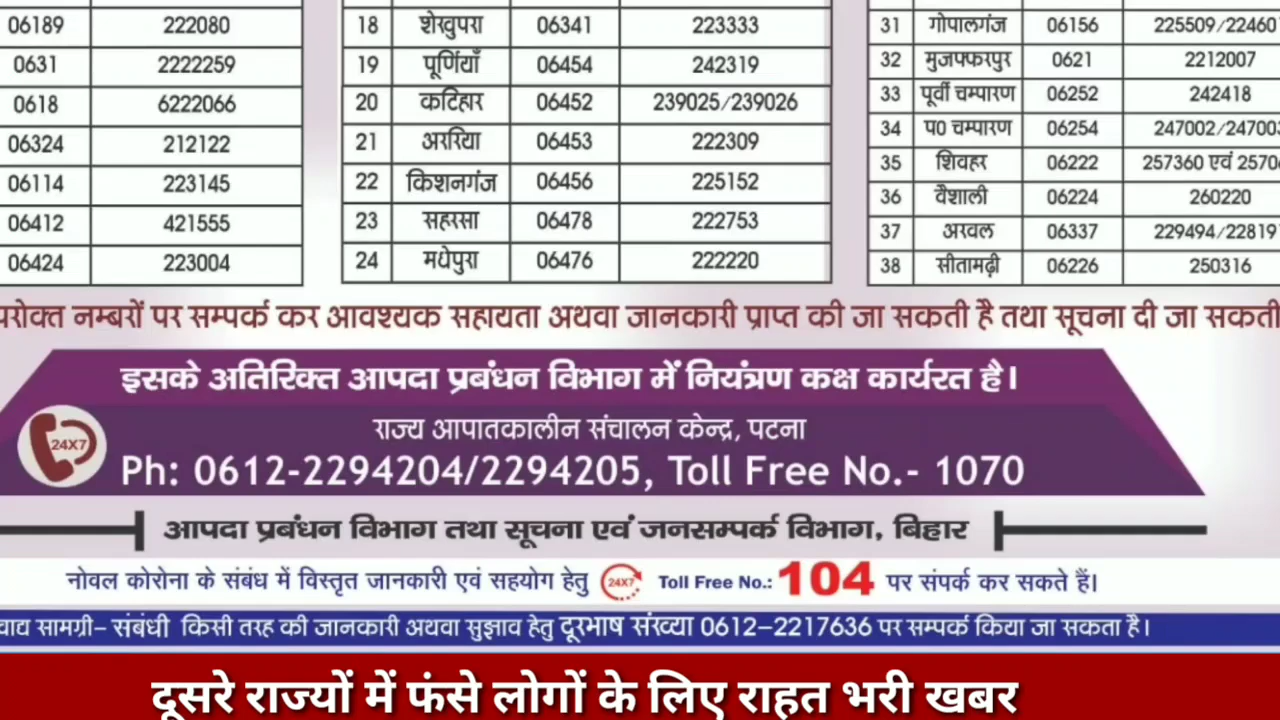 06189 222080
0631 2222259
0618 6222066
06324 212122
06114 223145
06412 421555
06424 223004
18 शेखुपरा 06341 223333
19 पूर्णियाँ 06454 242319
20 कटिहार 06452 239025/239026
21 अररिया 06453 222309
22 किशनगंज 06456 225152
23 सहरसा 06478 222753
24 मधेपुरा 06476 222220
31 गोपालगंज 06156 225509/22460
32 मुजफ्फरपुर 0621 2212007
33 पूर्वी चम्पारण 06252 242418
34 प0 चम्पारण 06254 247002/24700
35 शिवहर 06222 257360 एवं 2570
36 वैशाली 06224 260220
37 अरवल 06337 229494/22819
38 सीतामढ़ी 06226 250316
परोक्त नम्बरों पर सम्पर्क कर आवश्यक सहायता अथवा जानकारी प्राप्त की जा सकती है तथा सूचना दी जा सकती
इसके अतिरिक्त आपदा प्रबंधन विभाग में नियंत्रण कक्ष कार्यरत है।
राज्य आपातकालीन संचालन केन्द्र, पटना
24X7
Ph: 0612-2294204/2294205, Toll Free No.- 1070
आपदा प्रबंधन विभाग तथा सूचना एवं जनसम्पर्क विभाग, बिहार
नोवल कोरोना के संबंध में विस्तृत जानकारी एवं सहयोग हेतु 24X7 Toll Free No.: 104 पर संपर्क कर सकते हैं।
वाद्य सामग्री– संबंधी किसी तरह की जानकारी अथवा सुझाव हेतु दूरभाष संख्या 0612–2217636 पर सम्पर्क किया जा सकता है।
दूसरे राज्यों में फंसे लोगों के लिए राहत भरी खबर